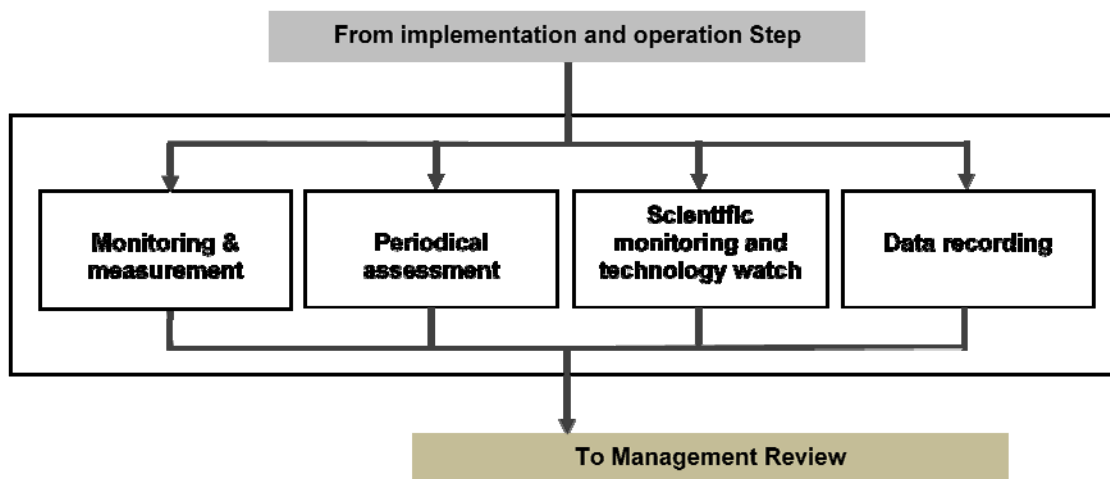 From implementation and operation Step
Monitoring &
measurement
Periodical
assessment
Scientific
monitoring and
technology watch
Data recording
To Management Review